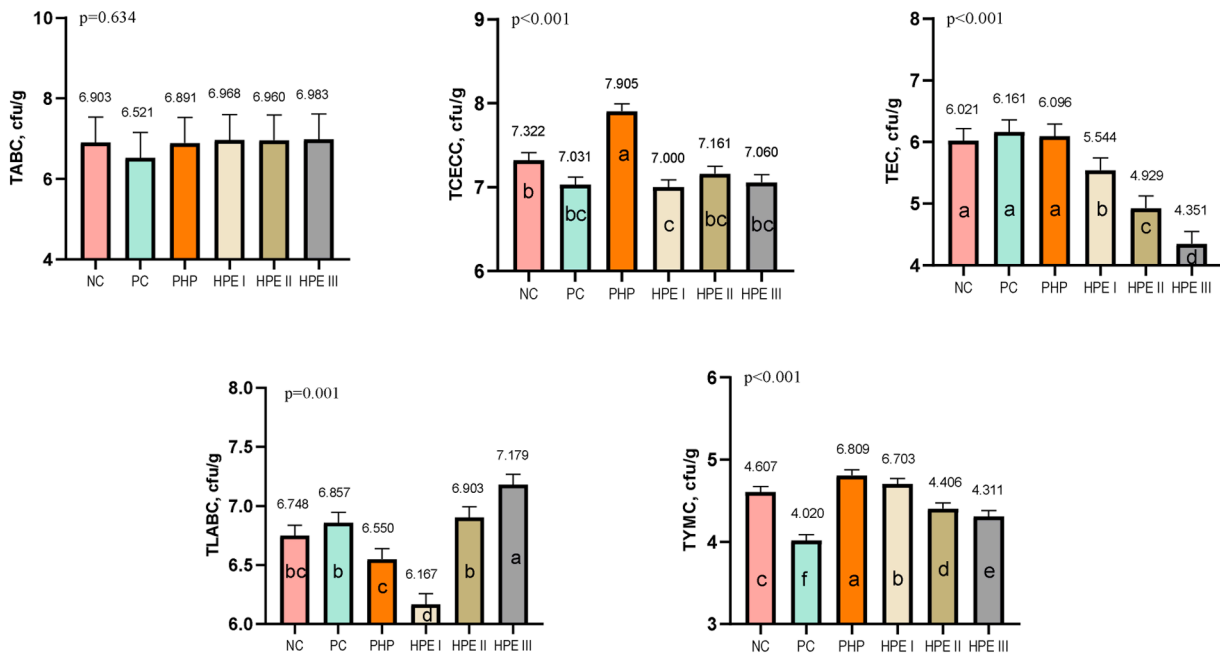 p=0.634
TABC, cfu/g
10
8
6
4
6.903 6.521 6.891 6.968 6.960 6.983
NC PC PHP HPE I HPE II HPE III
p<0.001
TCECC, cfu/g
9
8
7
6
7.322 7.031 7.905 7.000 7.161 7.060
b bc a c bc bc
NC PC PHP HPE I HPE II HPE III
p<0.001
TEC, cfu/g
8
7
6
5
4
6.021 6.161 6.096 5.544 4.929 4.351
a a a b c d
NC PC PHP HPE I HPE II HPE III
p=0.001
TLABC, cfu/g
8.0
7.5
7.0
6.5
6.0
6.748 6.857 6.550 6.167 6.903 7.179
bc b c d b a
NC PC PHP HPE I HPE II HPE III
p<0.001
TYMC, cfu/g
6
5
4
3
4.607 4.020 6.809 6.703 4.406 4.311
c f a b d e
NC PC PHP HPE I HPE II HPE III